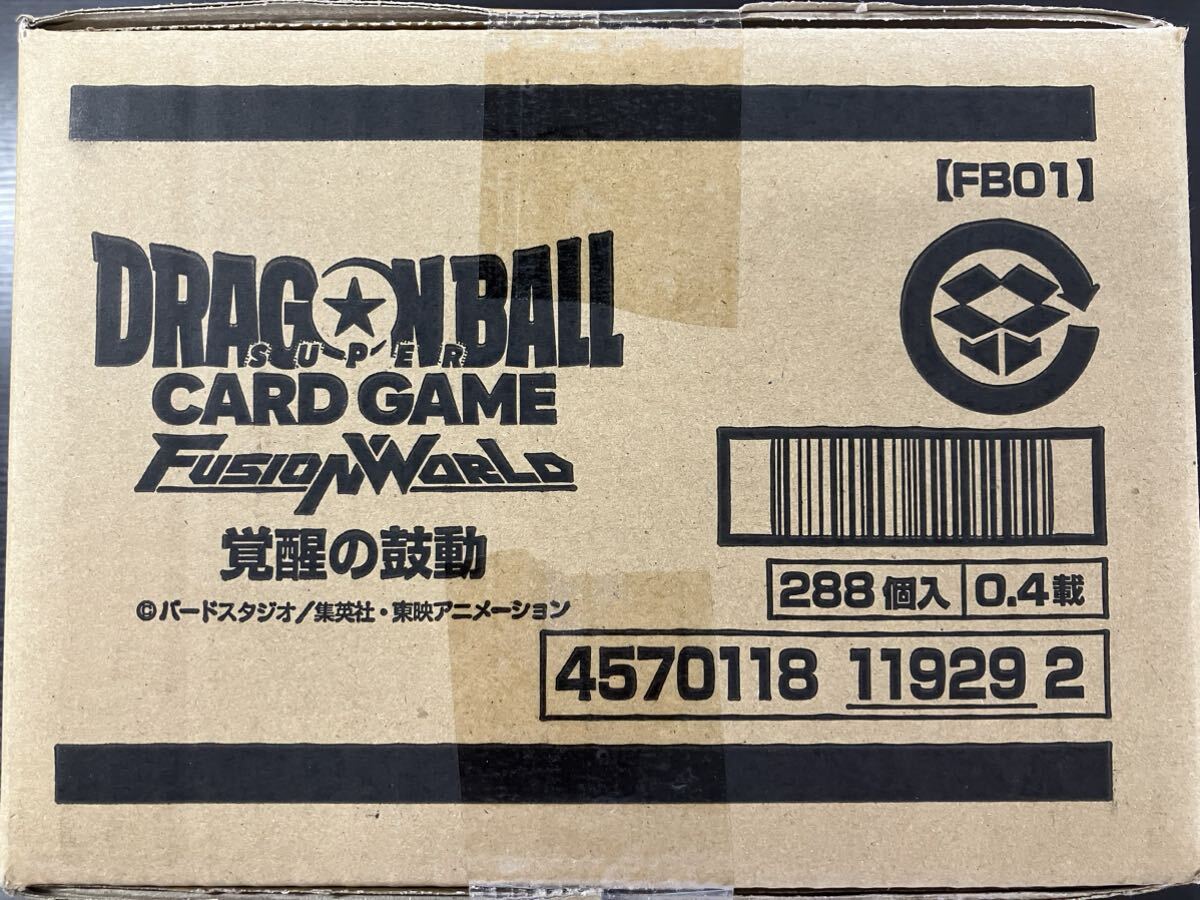 【FB01】
DRAGON BALL
SUPER
CARD GAME
FUSION WORLD
覚醒の鼓動
©バードスタジオ/集英社・東映アニメーション
288個入 0.4載
4570118 11929 2